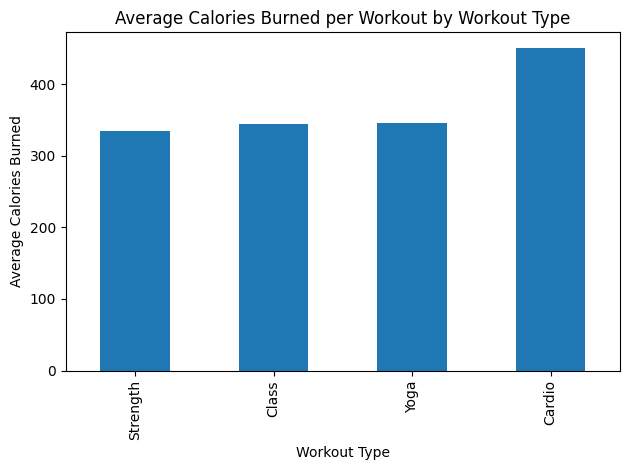 Average Calories Burned per Workout by Workout Type
Average Calories Burned
400
300
200
100
0
Strength
Class
Yoga
Cardio
Workout Type